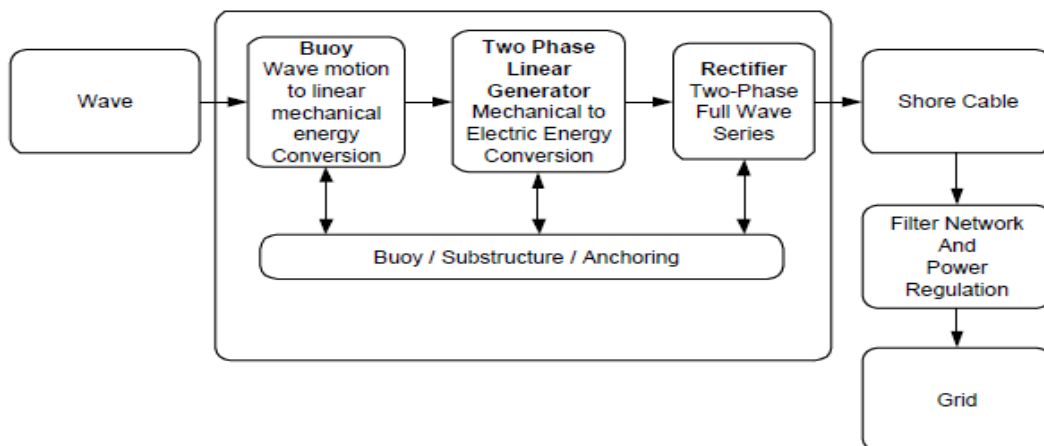 Wave
Buoy
Wave motion
to linear
mechanical
energy
Conversion
Two Phase
Linear
Generator
Mechanical to
Electric Energy
Conversion
Rectifier
Two-Phase
Full Wave
Series
Shore Cable
Buoy / Substructure / Anchoring
Filter Network
And
Power
Regulation
Grid